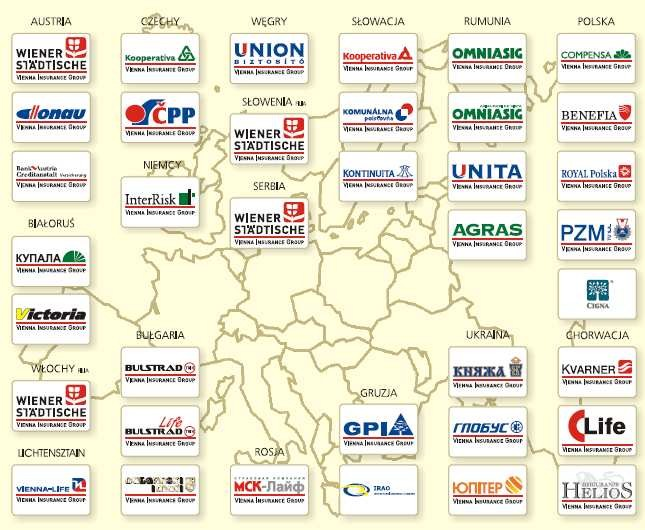 AUSTRIA
WIENER
STÄDTISCHE
VIENNA INSURANCE GROUP
Donau
VIENNA INSURANCE GROUP
Bank Austria
Creditanstalt Versicherung
VIENNA INSURANCE GROUP
BIAŁORUŚ
КУПАЛА
VIENNA INSURANCE GROUP
Victoria
VIENNA INSURANCE GROUP
WŁOCHY
WIENER
STÄDTISCHE
VIENNA INSURANCE GROUP
LICHTENSZTAIN
VIENNA-LIFE
VIENNA INSURANCE GROUP
CZECHY
Kooperativa
VIENNA INSURANCE GROUP
ČPP
VIENNA INSURANCE GROUP
NIEMCY
InterRisk
VIENNA INSURANCE GROUP
BUŁGARIA
BULSTRAD
VIENNA INSURANCE GROUP
Life
BULSTRAD
VIENNA INSURANCE GROUP
VIENNA INSURANCE GROUP
WĘGRY
UNION
BIZTOSÍTÓ
VIENNA INSURANCE GROUP
SŁOWENIA
WIENER
STÄDTISCHE
VIENNA INSURANCE GROUP
SERBIA
WIENER
STÄDTISCHE
VIENNA INSURANCE GROUP
ROSJA
СТРАХОВАЯ КОМПАНИЯ
МСК-Лайф
VIENNA INSURANCE GROUP
SŁOWACJA
Kooperativa
VIENNA INSURANCE GROUP
KOMUNÁLNA
poisťovňa
VIENNA INSURANCE GROUP
KONTINUITA
VIENNA INSURANCE GROUP
GRUZJA
GPI
VIENNA INSURANCE GROUP
IRAO
RUMUNIA
OMNIASIG
VIENNA INSURANCE GROUP
OMNIASIG
VIENNA INSURANCE GROUP
UNITA
VIENNA INSURANCE GROUP
AGRAS
VIENNA INSURANCE GROUP
UKRAINA
КНЯЖА
VIENNA INSURANCE GROUP
ГЛОБУС
VIENNA INSURANCE GROUP
ЮПІТЕР
VIENNA INSURANCE GROUP
POLSKA
COMPENSA
VIENNA INSURANCE GROUP
BENEFIA
VIENNA INSURANCE GROUP
ROYAL Polska
VIENNA INSURANCE GROUP
PZM
VIENNA INSURANCE GROUP
CIGNA
CHORWACJA
KVARNER
VIENNA INSURANCE GROUP
Life
VIENNA INSURANCE GROUP
OSIGURANJE
HELIOS
VIENNA INSURANCE GROUP